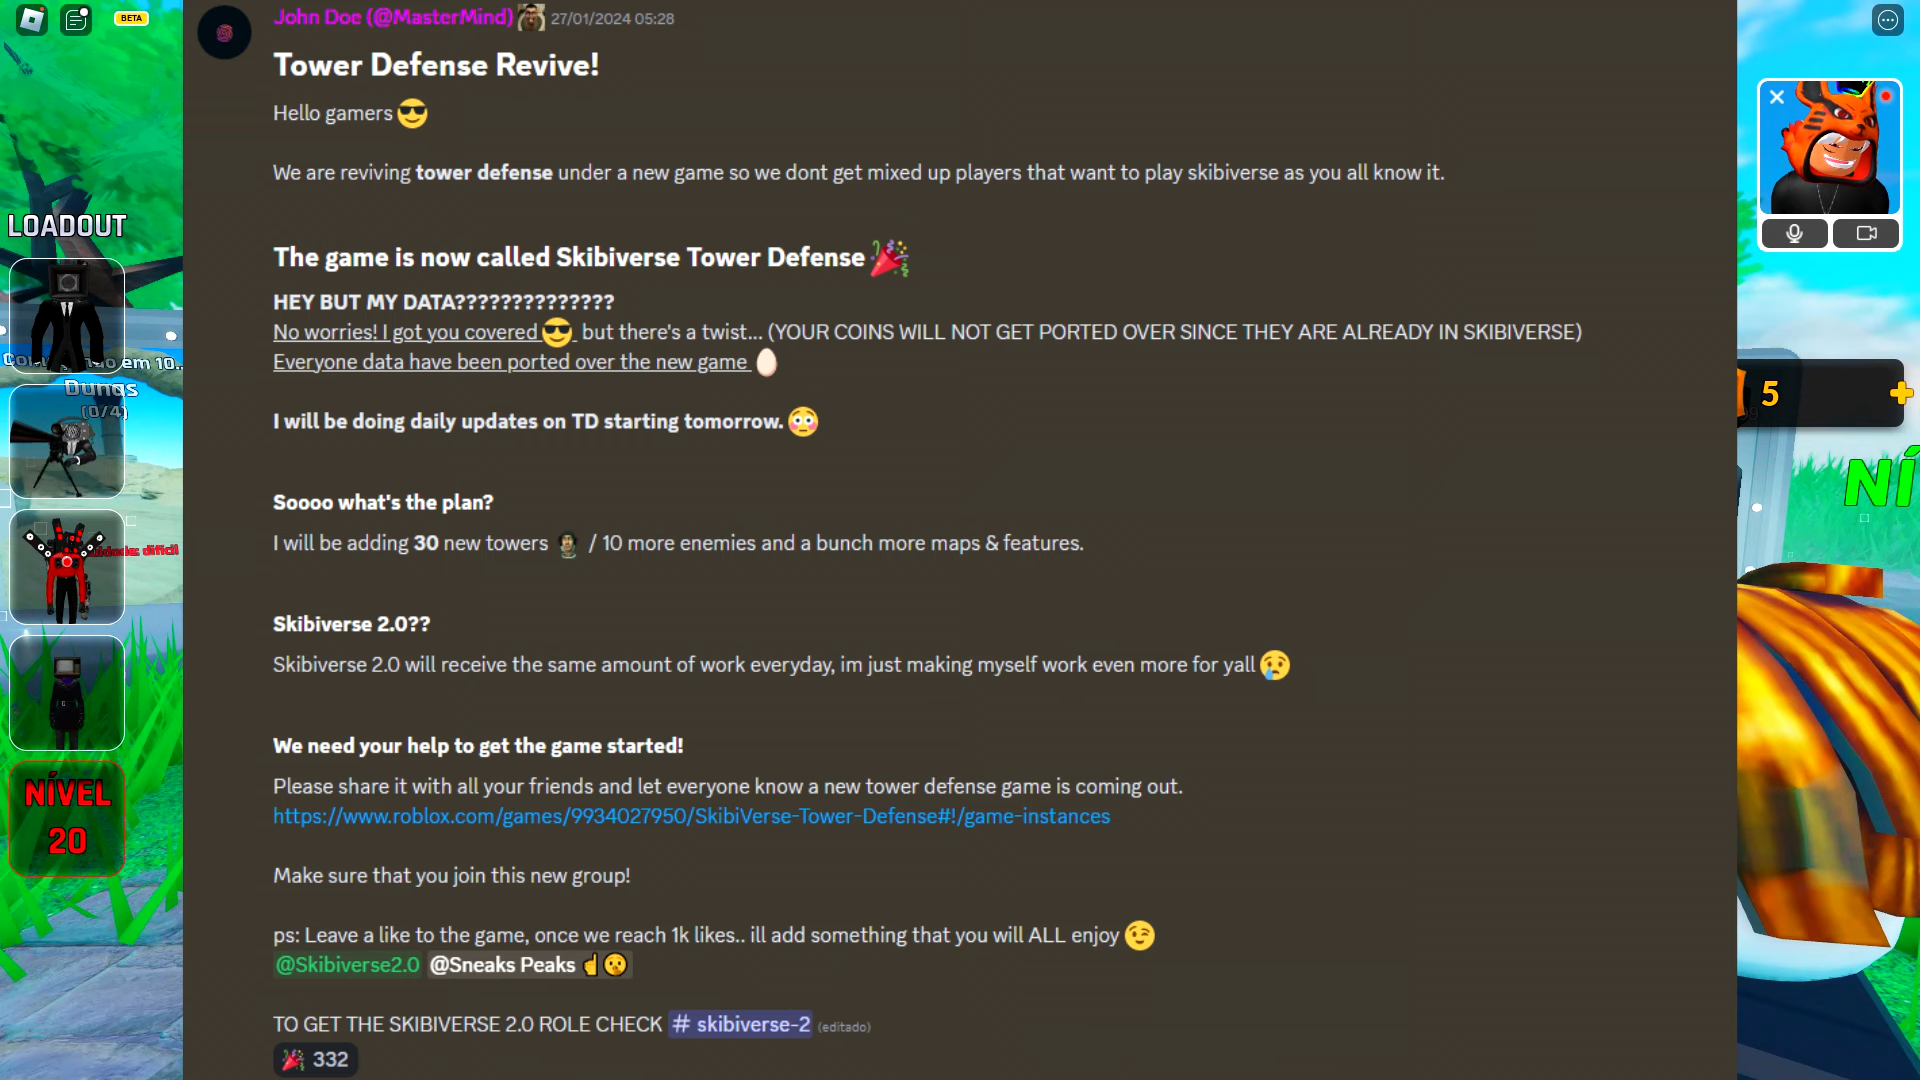 BETA
John Doe (@MasterMind) 27/01/2024 05:28
Tower Defense Revive!
Hello gamers 😎
We are reviving tower defense under a new game so we dont get mixed up players that want to play skibiverse as you all know it.
The game is now called Skibiverse Tower Defense 🎉
HEY BUT MY DATA??????????????
No worries! I got you covered 😎 but there's a twist... (YOUR COINS WILL NOT GET PORTED OVER SINCE THEY ARE ALREADY IN SKIBIVERSE)
Everyone data have been ported over the new game 🥚
I will be doing daily updates on TD starting tomorrow. 😳
Soooo what's the plan?
I will be adding 30 new towers / 10 more enemies and a bunch more maps & features.
Skibiverse 2.0??
Skibiverse 2.0 will receive the same amount of work everyday, im just making myself work even more for yall 😢
We need your help to get the game started!
Please share it with all your friends and let everyone know a new tower defense game is coming out.
https://www.roblox.com/games/9934027950/SkibiVerse-Tower-Defense#!/game-instances
Make sure that you join this new group!
ps: Leave a like to the game, once we reach 1k likes.. ill add something that you will ALL enjoy 😉
@Skibiverse2.0 @Sneaks Peaks ☝️🤫
TO GET THE SKIBIVERSE 2.0 ROLE CHECK # skibiverse-2 (editado)
🎉 332
LOADOUT
em 10..
Dunas
(0/4)
difícil
NÍVEL
20
5
+
NÍ